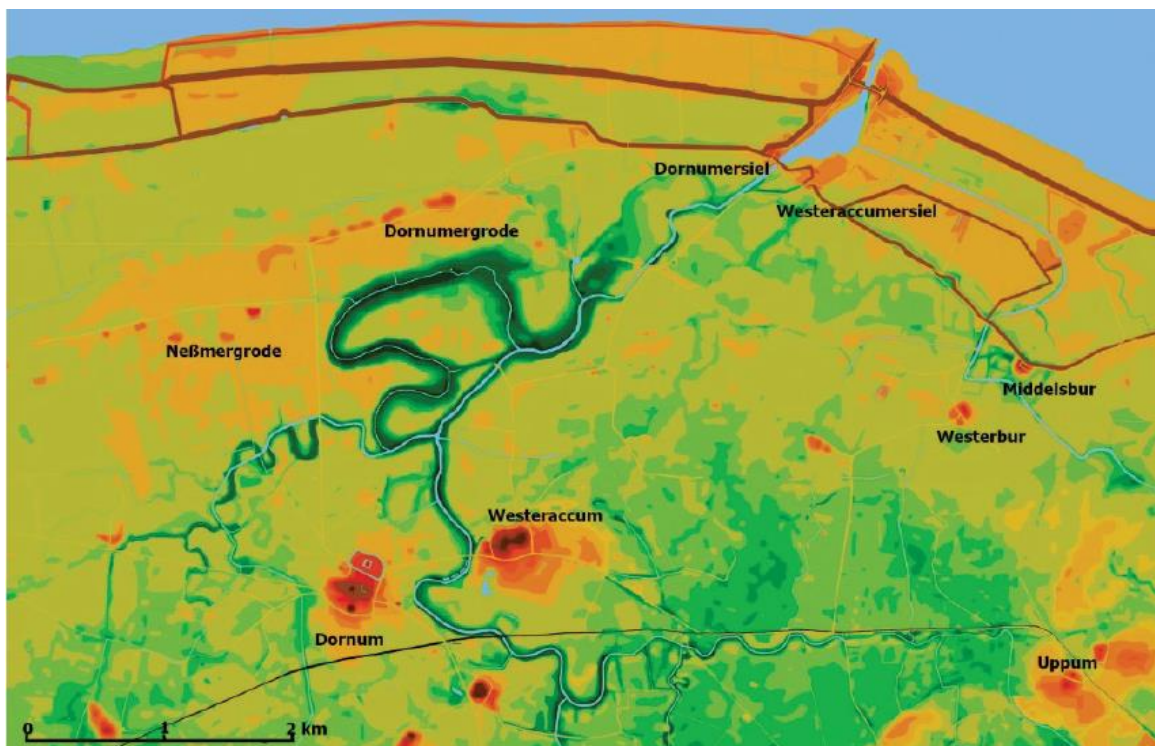 Dornumersiel
Westeraccumersiel
Dornumergrode
Neßmergrode
Middelsbur
Westerbur
Westeraccum
Dornum
Uppum
0 1 2 km